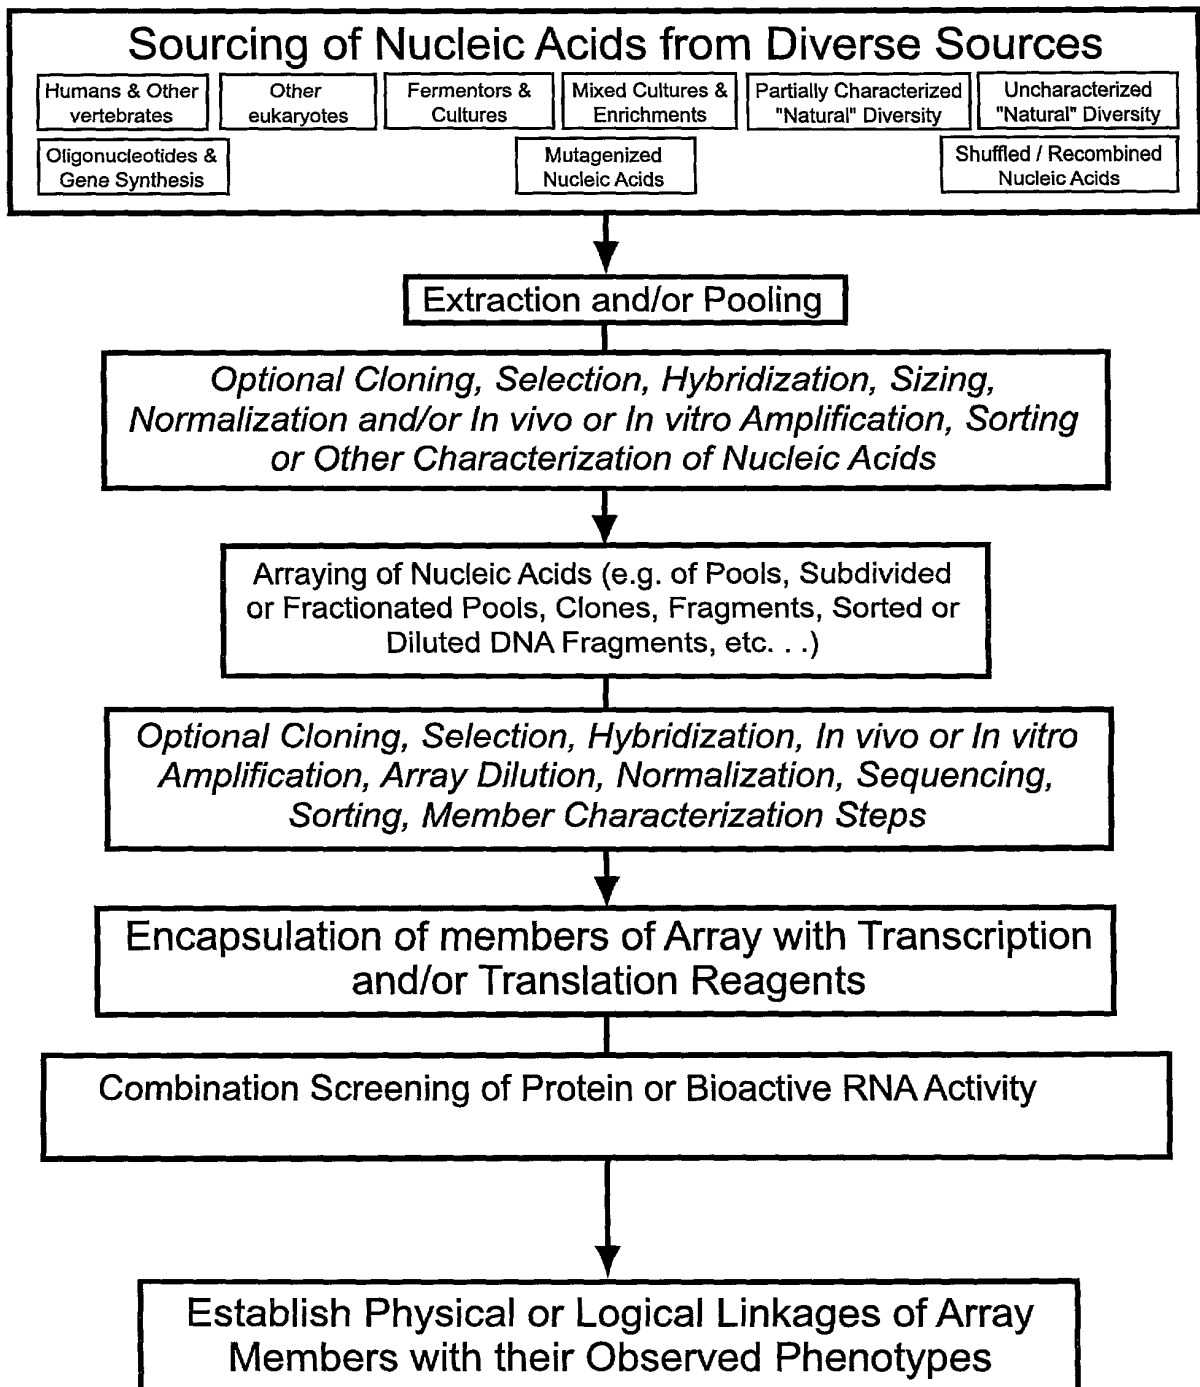 Sourcing of Nucleic Acids from Diverse Sources
Humans & Other
vertebrates
Other
eukaryotes
Fermentors &
Cultures
Mixed Cultures &
Enrichments
Partially Characterized
"Natural" Diversity
Uncharacterized
"Natural" Diversity
Oligonucleotides &
Gene Synthesis
Mutagenized
Nucleic Acids
Shuffled / Recombined
Nucleic Acids
Extraction and/or Pooling
Optional Cloning, Selection, Hybridization, Sizing,
Normalization and/or In vivo or In vitro Amplification, Sorting
or Other Characterization of Nucleic Acids
Arraying of Nucleic Acids (e.g. of Pools, Subdivided
or Fractionated Pools, Clones, Fragments, Sorted or
Diluted DNA Fragments, etc. . .)
Optional Cloning, Selection, Hybridization, In vivo or In vitro
Amplification, Array Dilution, Normalization, Sequencing,
Sorting, Member Characterization Steps
Encapsulation of members of Array with Transcription
and/or Translation Reagents
Combination Screening of Protein or Bioactive RNA Activity
Establish Physical or Logical Linkages of Array
Members with their Observed Phenotypes